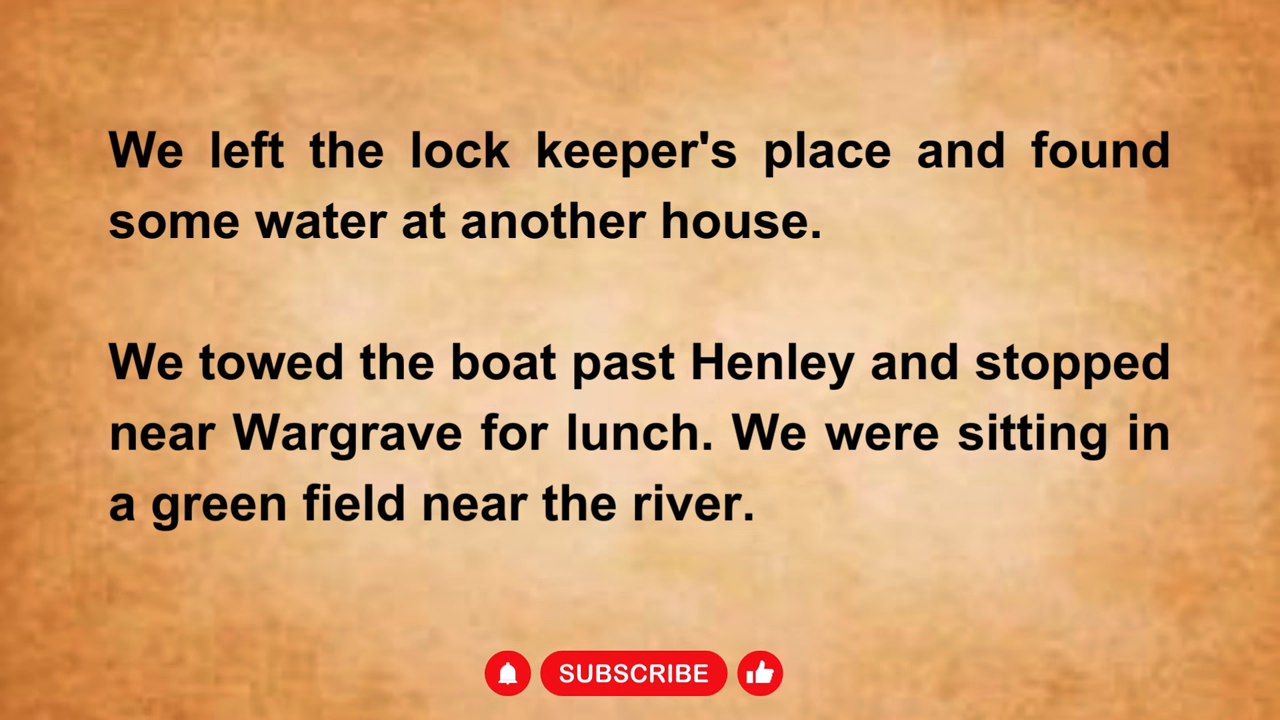 We left the lock keeper's place and found
some water at another house.
We towed the boat past Henley and stopped
near Wargrave for lunch. We were sitting in
a green field near the river.
SUBSCRIBE